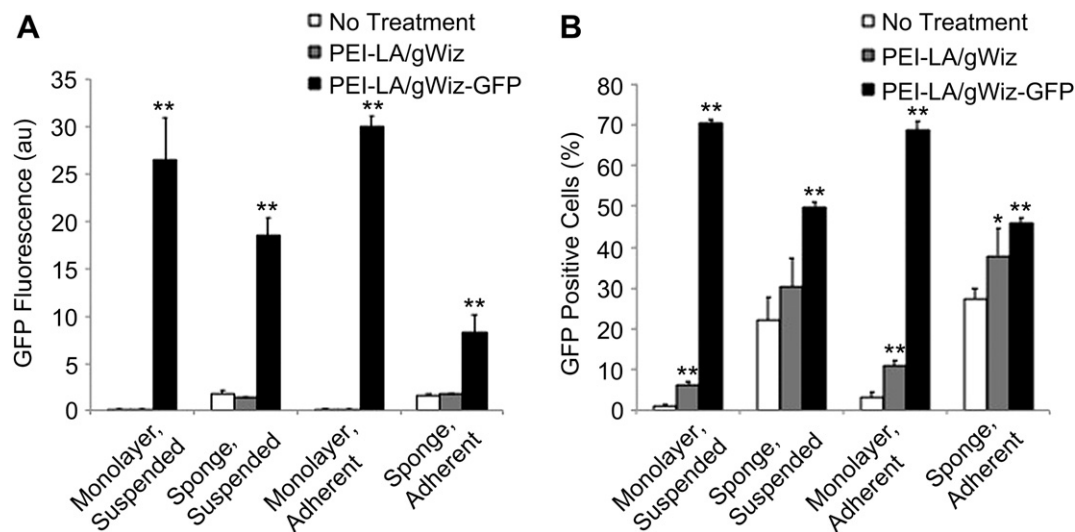 A
No Treatment
PEI-LA/gWiz
PEI-LA/gWiz-GFP
GFP Fluorescence (au)
35
30
25
20
15
10
5
0
**
**
**
**
Monolayer,
Suspended
Sponge,
Suspended
Monolayer,
Adherent
Sponge,
Adherent
B
No Treatment
PEI-LA/gWiz
PEI-LA/gWiz-GFP
GFP Positive Cells (%)
80
70
60
50
40
30
20
10
0
**
**
**
**
**
*
**
Monolayer,
Suspended
Sponge,
Suspended
Monolayer,
Adherent
Sponge,
Adherent